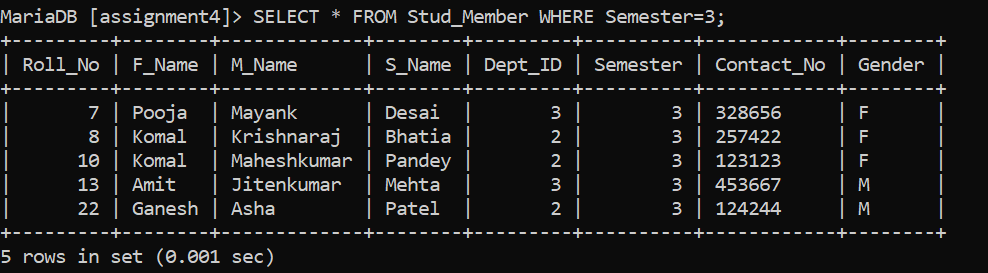 MariaDB [assignment4]> SELECT * FROM Stud_Member WHERE Semester=3;
+---------+--------+-------------+--------+---------+----------+------------+--------+
| Roll_No | F_Name | M_Name      | S_Name | Dept_ID | Semester | Contact_No | Gender |
+---------+--------+-------------+--------+---------+----------+------------+--------+
|       7 | Pooja  | Mayank      | Desai  |       3 |        3 | 328656     | F      |
|       8 | Komal  | Krishnaraj  | Bhatia |       2 |        3 | 257422     | F      |
|      10 | Komal  | Maheshkumar | Pandey |       2 |        3 | 123123     | F      |
|      13 | Amit   | Jitenkumar  | Mehta  |       3 |        3 | 453667     | M      |
|      22 | Ganesh | Asha        | Patel  |       2 |        3 | 124244     | M      |
+---------+--------+-------------+--------+---------+----------+------------+--------+
5 rows in set (0.001 sec)